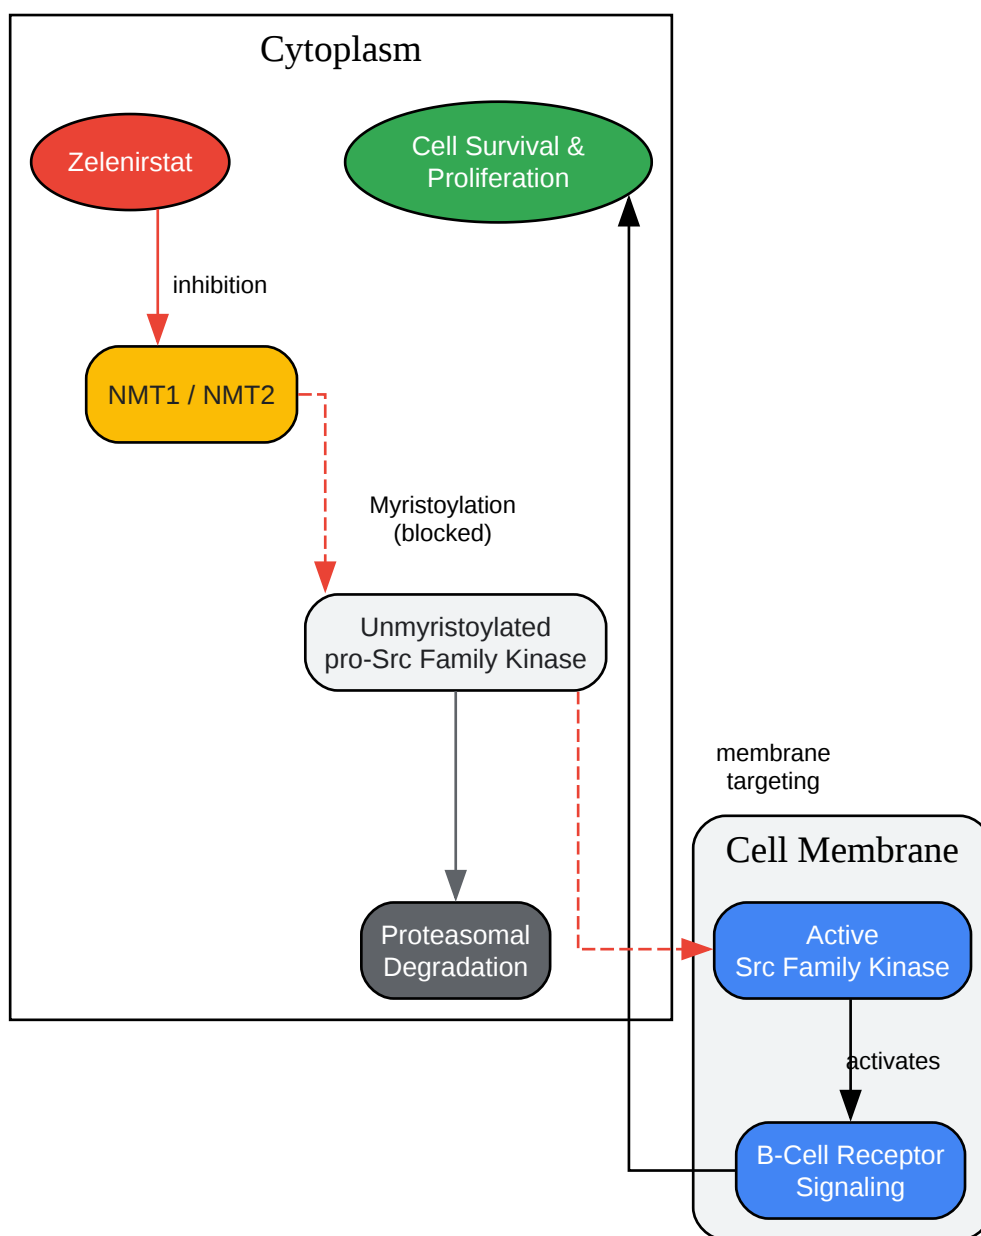 Cytoplasm
Zelenirstat
Cell Survival &
Proliferation
inhibition
NMT1 / NMT2
Myristoylation
(blocked)
Unmyristoylated
pro-Src Family Kinase
membrane
targeting
Cell Membrane
Proteasomal
Degradation
Active
Src Family Kinase
activates
B-Cell Receptor
Signaling